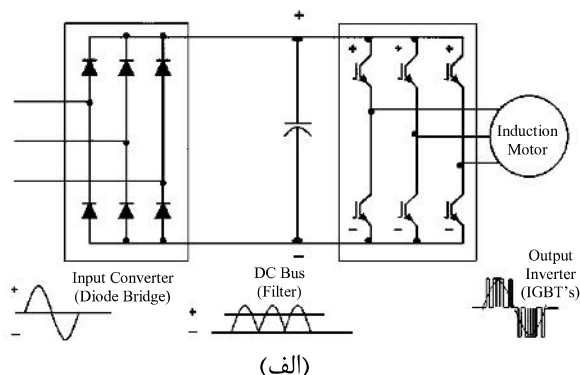 +
+ + +
Induction
Motor
- - -
-
Input Converter
(Diode Bridge)
DC Bus
(Filter)
Output
Inverter
(IGBT's)
+
-
+
-
(الف)